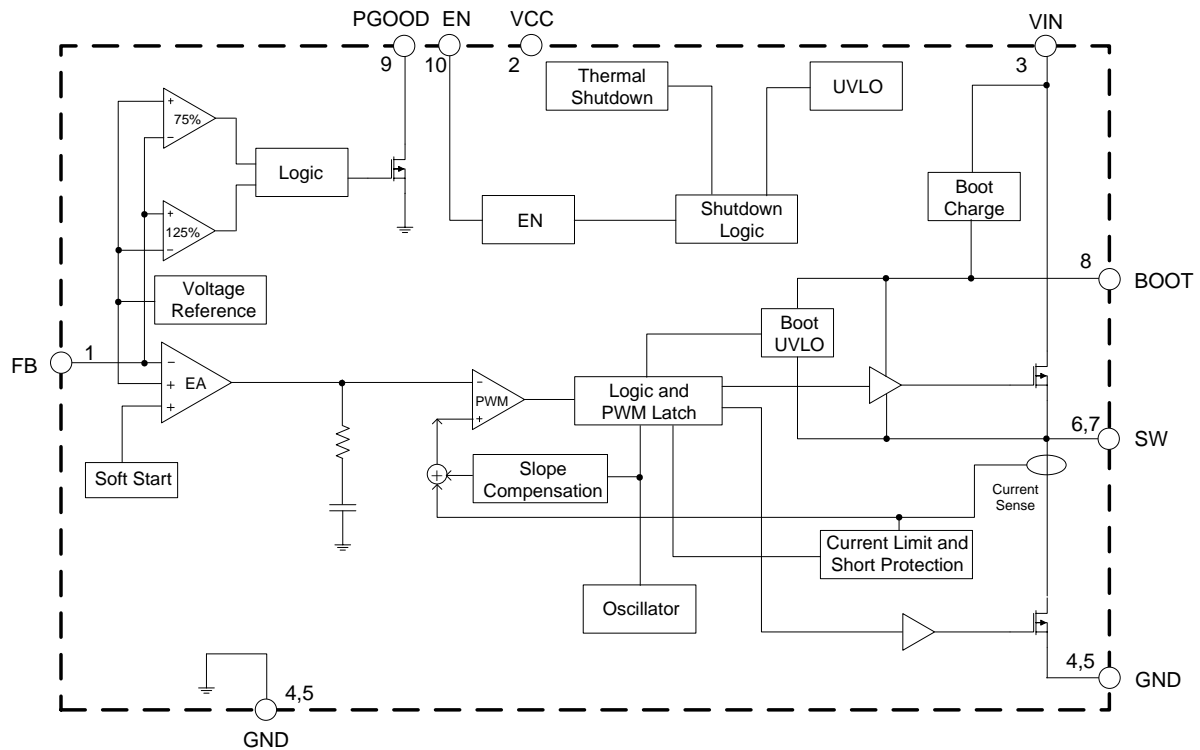 PGOOD EN VCC VIN
9 10 2 3
Thermal
Shutdown
UVLO
+
75%
−
Logic
Boot
Charge
EN
Shutdown
Logic
+
125%
−
8 BOOT
Voltage
Reference
Boot
UVLO
FB 1
−
+ EA
+
−
PWM
+
Logic and
PWM Latch
6,7 SW
Soft Start
+
Slope
Compensation
Current
Sense
Current Limit and
Short Protection
Oscillator
4,5 GND
4,5
GND